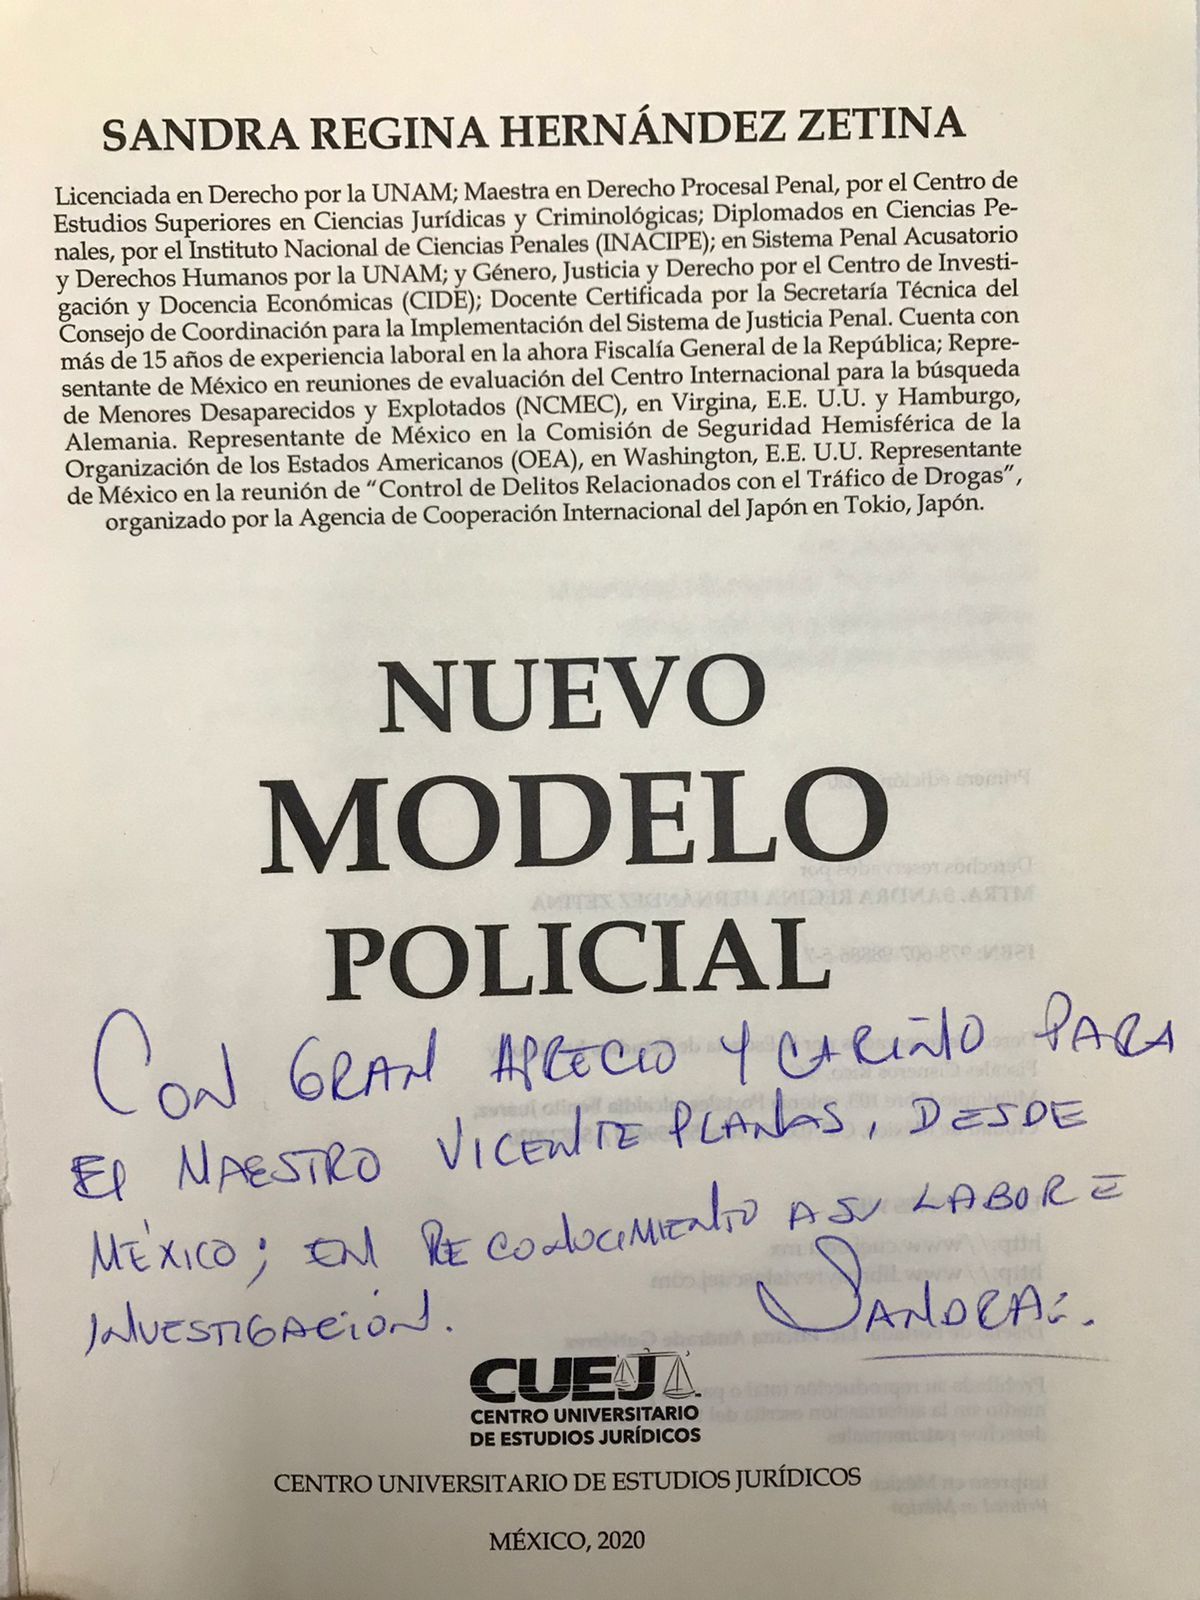 SANDRA REGINA HERNÁNDEZ ZETINA
Licenciada en Derecho por la UNAM; Maestra en Derecho Procesal Penal, por el Centro de
Estudios Superiores en Ciencias Jurídicas y Criminológicas; Diplomados en Ciencias Pe-
nales, por el Instituto Nacional de Ciencias Penales (INACIPE); en Sistema Penal Acusatorio
y Derechos Humanos por la UNAM; y Género, Justicia y Derecho por el Centro de Investi-
gación y Docencia Económicas (CIDE); Docente Certificada por la Secretaría Técnica del
Consejo de Coordinación para la Implementación del Sistema de Justicia Penal. Cuenta con
más de 15 años de experiencia laboral en la ahora Fiscalía General de la República; Repre-
sentante de México en reuniones de evaluación del Centro Internacional para la búsqueda
de Menores Desaparecidos y Explotados (NCMEC), en Virgina, E.E. U.U. y Hamburgo,
Alemania. Representante de México en la Comisión de Seguridad Hemisférica de la
Organización de los Estados Americanos (OEA), en Washington, E.E. U.U. Representante
de México en la reunión de "Control de Delitos Relacionados con el Tráfico de Drogas",
organizado por la Agencia de Cooperación Internacional del Japón en Tokio, Japón.
NUEVO
MODELO
POLICIAL
CON GRAN APRECIO Y CARIÑO PARA
EL MAESTRO VICENTE PLANAS, DESDE
MÉXICO; EN RECONOCIMIENTO A SU LABOR E
INVESTIGACIÓN.
SANDRA
CUEJ
CENTRO UNIVERSITARIO
DE ESTUDIOS JURÍDICOS
CENTRO UNIVERSITARIO DE ESTUDIOS JURÍDICOS
MÉXICO, 2020